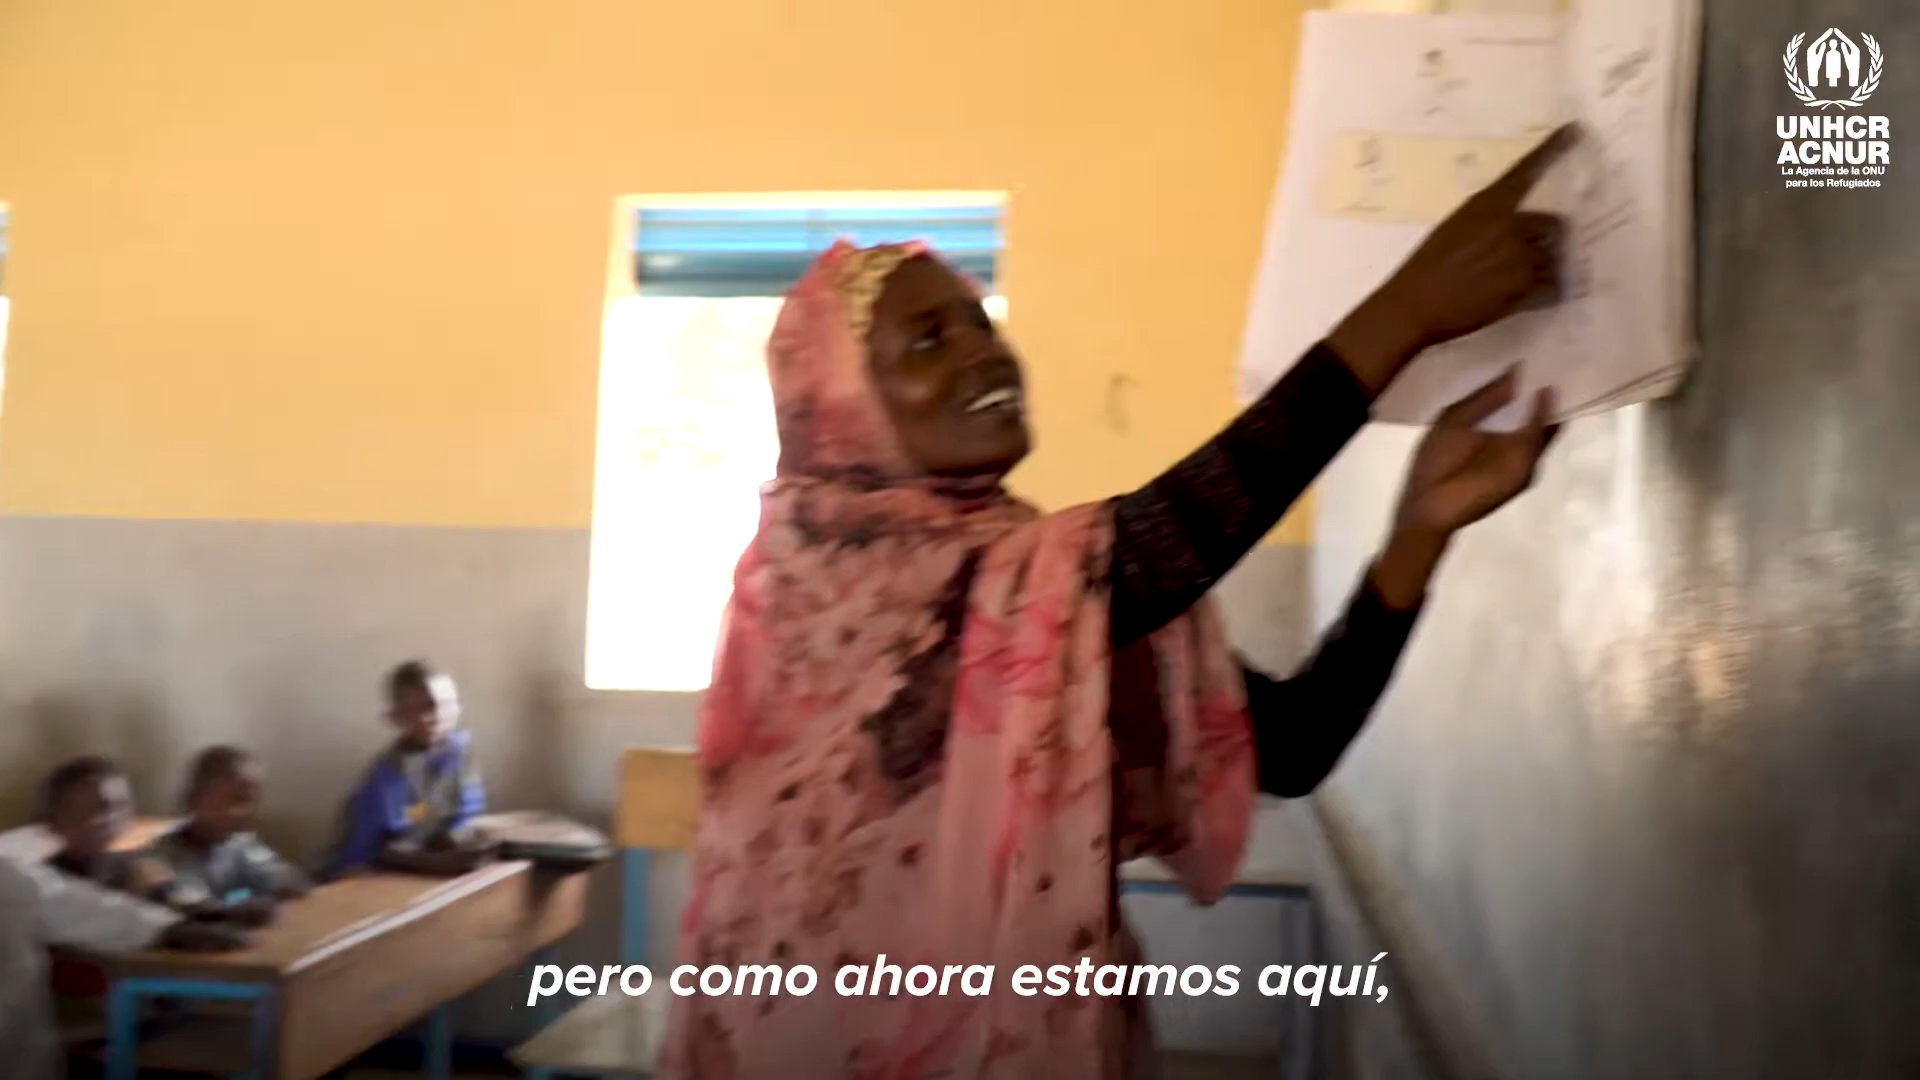 UNHCR
ACNUR
La Agencia de la ONU
para los Refugiados
pero como ahora estamos aquí,